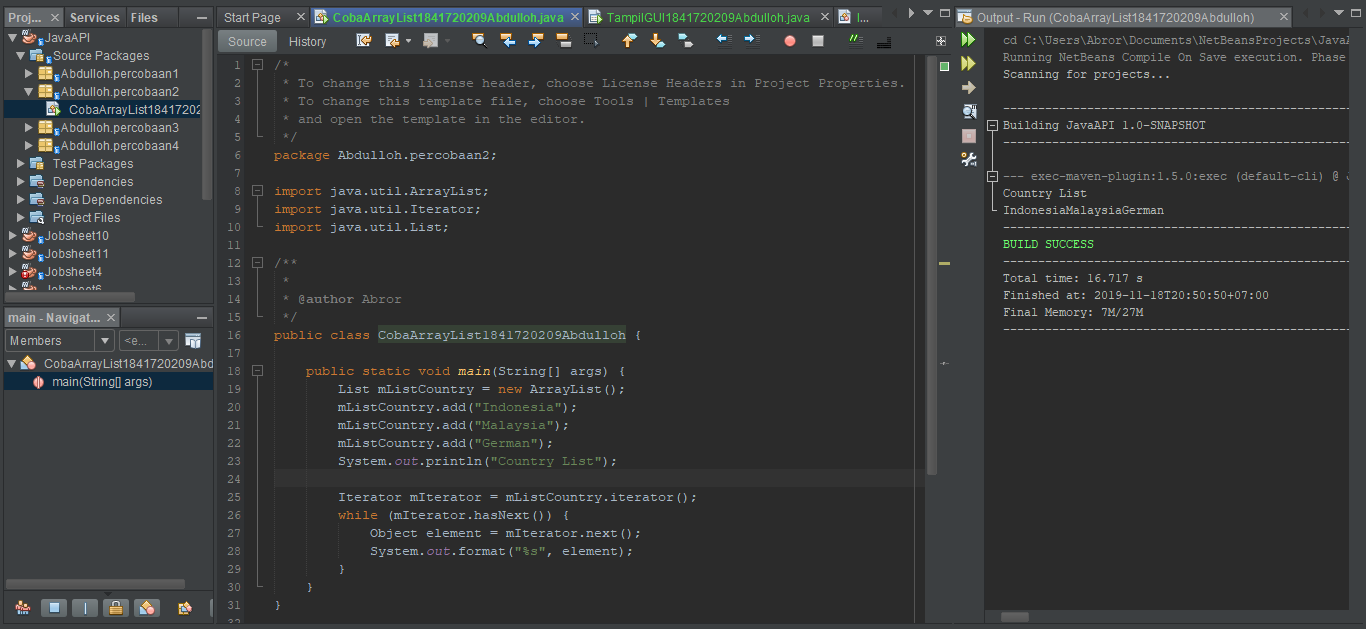 Proj...
Services
Files
JavaAPI
Source Packages
Abdulloh.percobaan1
Abdulloh.percobaan2
CobaArrayList18417202
Abdulloh.percobaan3
Abdulloh.percobaan4
Test Packages
Dependencies
Java Dependencies
Project Files
Jobsheet10
Jobsheet11
Jobsheet4
Jobsheet6
main - Navigat...
Members
<e...
CobaArrayList1841720209Abd
main(String[] args)
Start Page
CobaArrayList1841720209Abdulloh.java
TampilGUI1841720209Abdulloh.java
I...
Source
History
1 /*
2 * To change this license header, choose License Headers in Project Properties.
3 * To change this template file, choose Tools | Templates
4 * and open the template in the editor.
5 */
6 package Abdulloh.percobaan2;
7
8 import java.util.ArrayList;
9 import java.util.Iterator;
10 import java.util.List;
11
12 /**
13 *
14 * @author Abror
15 */
16 public class CobaArrayList1841720209Abdulloh {
17
18 public static void main(String[] args) {
19 List mListCountry = new ArrayList();
20 mListCountry.add("Indonesia");
21 mListCountry.add("Malaysia");
22 mListCountry.add("German");
23 System.out.println("Country List");
24
25 Iterator mIterator = mListCountry.iterator();
26 while (mIterator.hasNext()) {
27 Object element = mIterator.next();
28 System.out.format("%s", element);
29 }
30 }
31 }
32
Output - Run (CobaArrayList1841720209Abdulloh)
cd C:\Users\Abror\Documents\NetBeansProjects\JavaA
Running NetBeans Compile On Save execution. Phase
Scanning for projects...
------------------------------------------------
Building JavaAPI 1.0-SNAPSHOT
------------------------------------------------
--- exec-maven-plugin:1.5.0:exec (default-cli) @ J
Country List
IndonesiaMalaysiaGerman
------------------------------------------------
BUILD SUCCESS
------------------------------------------------
Total time: 16.717 s
Finished at: 2019-11-18T20:50:50+07:00
Final Memory: 7M/27M
------------------------------------------------